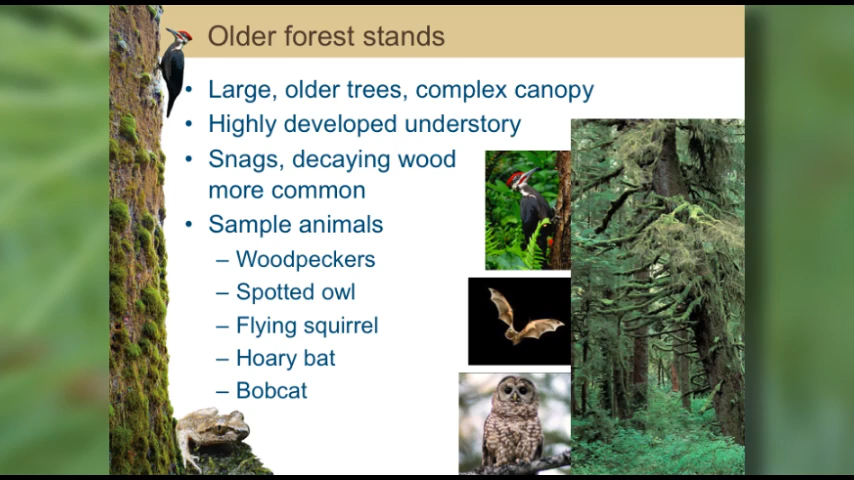 Older forest stands
• Large, older trees, complex canopy
• Highly developed understory
• Snags, decaying wood
more common
• Sample animals
– Woodpeckers
– Spotted owl
– Flying squirrel
– Hoary bat
– Bobcat